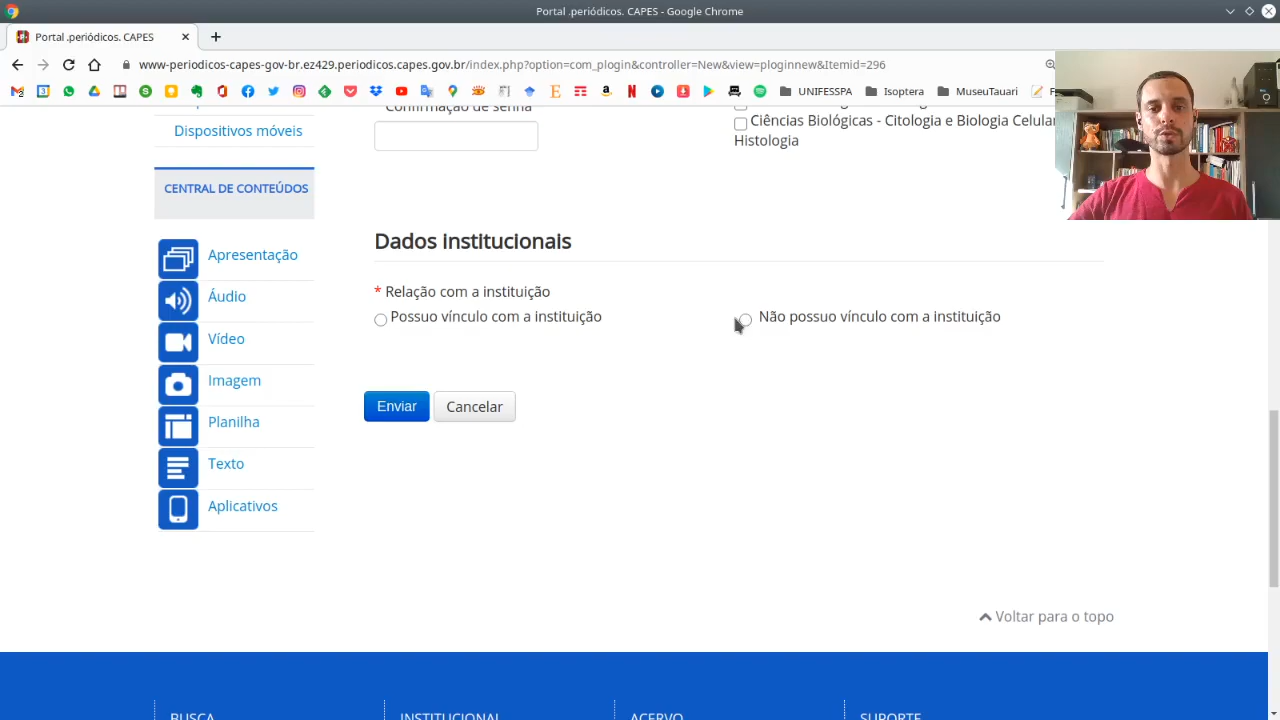 Portal .periódicos. CAPES - Google Chrome
Portal .periódicos. CAPES
www-periodicos-capes-gov-br.ez429.periodicos.capes.gov.br/index.php?option=com_plogin&controller=New&view=ploginnew&Itemid=296
UNIFESSPA
Isoptera
MuseuTauari
Confirmação de senha
Ciências Biológicas - Citologia e Biologia Celular
Histologia
Dispositivos móveis
CENTRAL DE CONTEÚDOS
Apresentação
Áudio
Vídeo
Imagem
Planilha
Texto
Aplicativos
Dados institucionais
* Relação com a instituição
Possuo vínculo com a instituição
Não possuo vínculo com a instituição
Enviar
Cancelar
Voltar para o topo
BUSCA
INSTITUCIONAL
ACERVO
SUPORTE